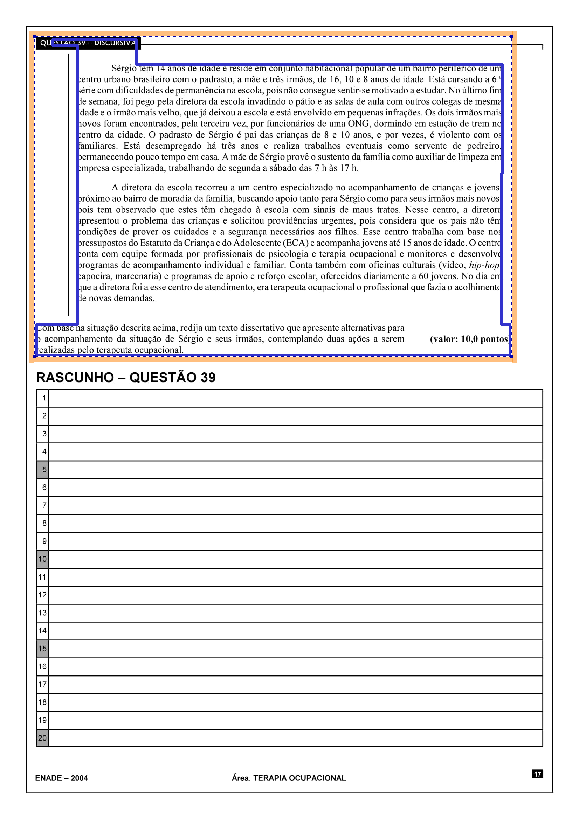 QUESTÃO 39 – DISCURSIVA
Sérgio tem 14 anos de idade e reside em conjunto habitacional popular de um bairro periférico de um
centro urbano brasileiro com o padrasto, a mãe e três irmãos, de 16, 10 e 8 anos de idade. Está cursando a 6ª
série com dificuldades de permanência na escola, pois não consegue sentir-se motivado a estudar. No último fim
de semana, foi pego pela diretora da escola invadindo o pátio e as salas de aula com outros colegas de mesma
idade e o irmão mais velho, que já deixou a escola e está envolvido em pequenas infrações. Os dois irmãos mais
novos foram encontrados, pela terceira vez, por funcionários de uma ONG, dormindo em estação de trem no
centro da cidade. O padrasto de Sérgio é pai das crianças de 8 e 10 anos, e por vezes, é violento com os
familiares. Está desempregado há três anos e realiza trabalhos eventuais como servente de pedreiro,
permanecendo pouco tempo em casa. A mãe de Sérgio provê o sustento da família como auxiliar de limpeza em
empresa especializada, trabalhando de segunda a sábado das 7 h às 17 h.
A diretora da escola recorreu a um centro especializado no acompanhamento de crianças e jovens
próximo ao bairro de moradia da família, buscando apoio tanto para Sérgio como para seus irmãos mais novos,
pois tem observado que estes têm chegado à escola com sinais de maus tratos. Nesse centro, a diretora
apresentou o problema das crianças e solicitou providências urgentes, pois considera que os pais não têm
condições de prover os cuidados e a segurança necessários aos filhos. Esse centro trabalha com base nos
pressupostos do Estatuto da Criança e do Adolescente (ECA) e acompanha jovens até 15 anos de idade. O centro
conta com equipe formada por profissionais de psicologia e terapia ocupacional e monitores e desenvolve
programas de acompanhamento individual e familiar. Conta também com oficinas culturais (vídeo, hip-hop,
capoeira, marcenaria) e programas de apoio e reforço escolar, oferecidos diariamente a 60 jovens. No dia em
que a diretora foi a esse centro de atendimento, era terapeuta ocupacional o profissional que fazia o acolhimento
de novas demandas.
Com base na situação descrita acima, redija um texto dissertativo que apresente alternativas para
o acompanhamento da situação de Sérgio e seus irmãos, contemplando duas ações a serem (valor: 10,0 pontos
realizadas pelo terapeuta ocupacional.
RASCUNHO – QUESTÃO 39
1
2
3
4
5
6
7
8
9
10
11
12
13
14
15
16
17
18
19
20
ENADE – 2004 Área: TERAPIA OCUPACIONAL 17